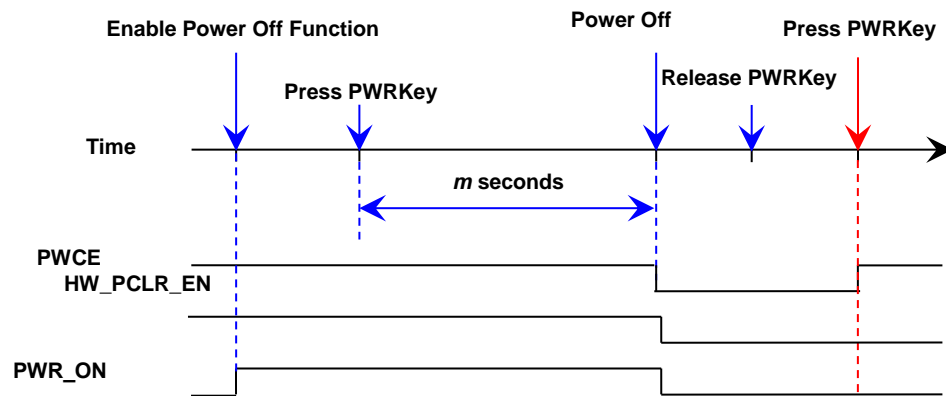 Enable Power Off Function
Power Off
Press PWRKey
Press PWRKey
Release PWRKey
Time
m seconds
PWCE
HW_PCLR_EN
PWR_ON